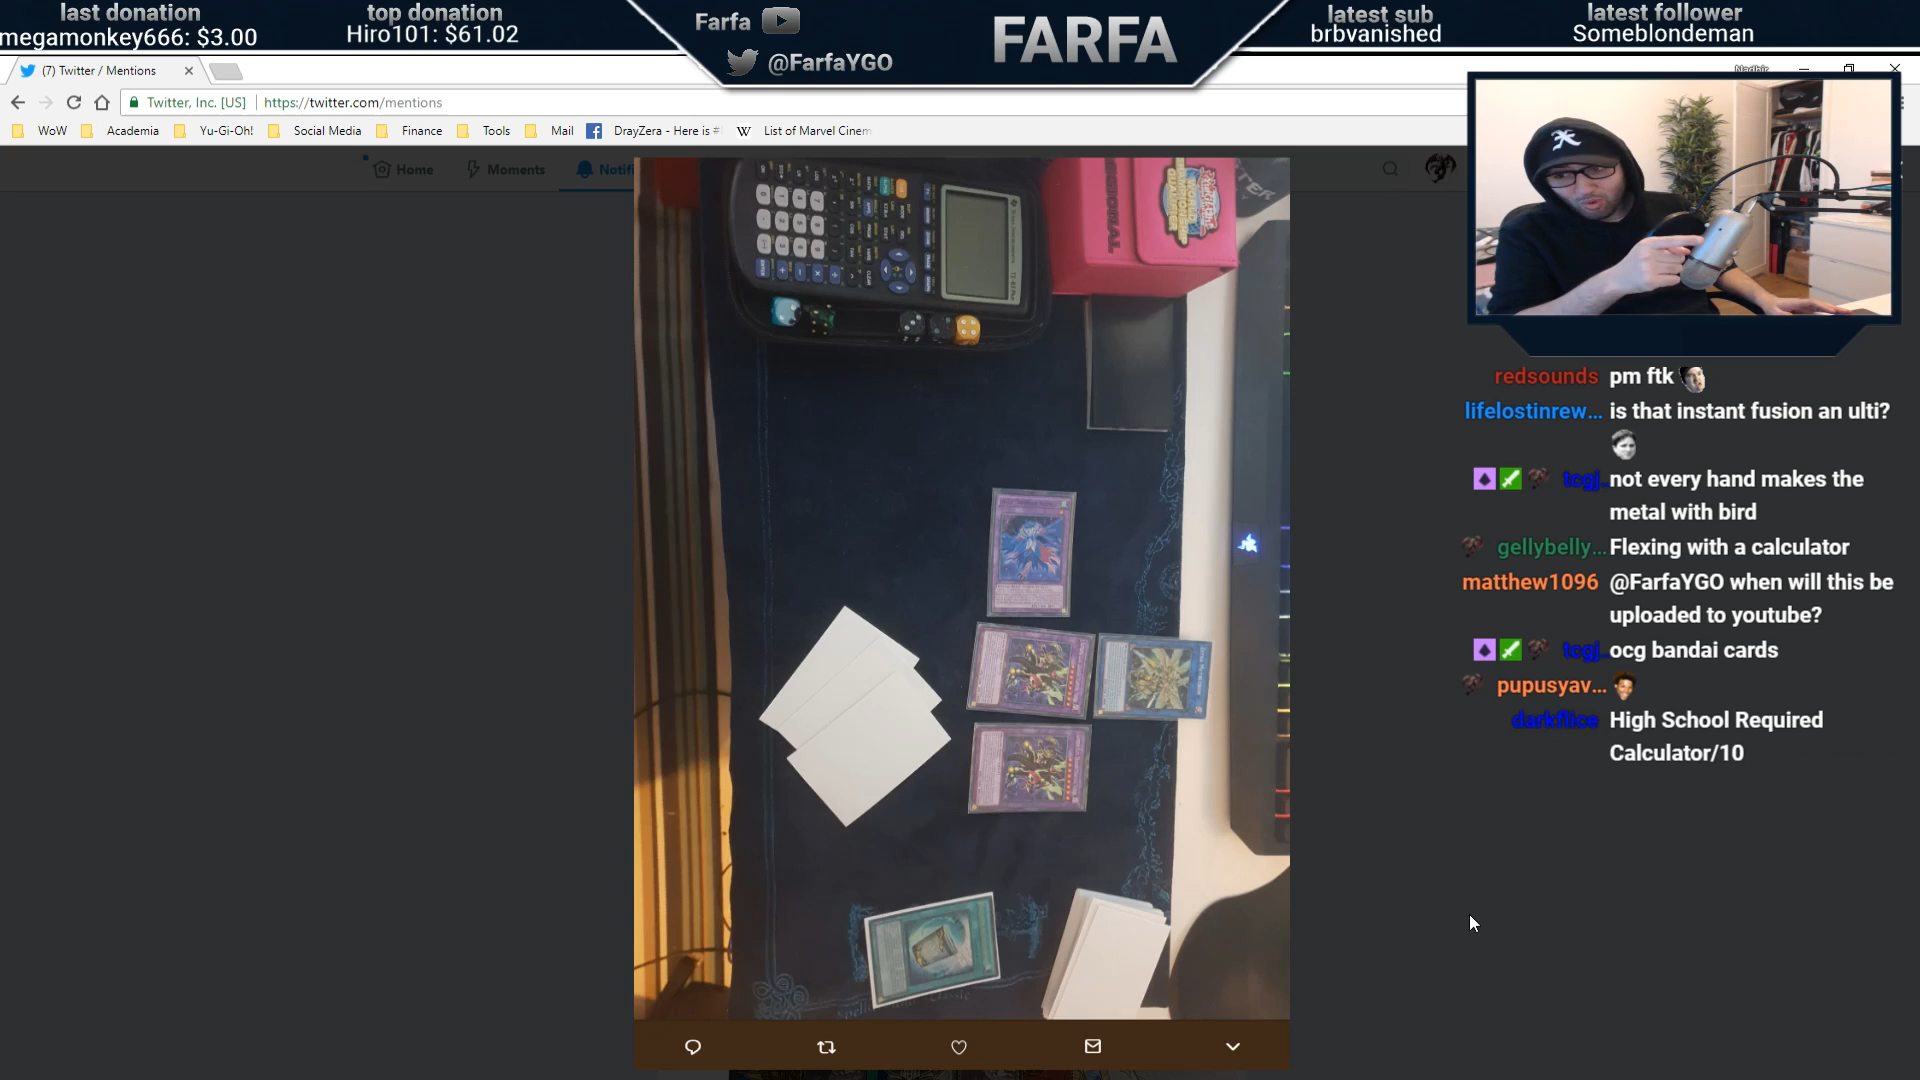 last donation
megamonkey666: $3.00
top donation
Hiro101: $61.02
Farfa
@FarfaYGO
FARFA
latest sub
brbvanished
latest follower
Someblondeman
(7) Twitter / Mentions
Twitter, Inc. [US]
https://twitter.com/mentions
WoW
Academia
Yu-Gi-Oh!
Social Media
Finance
Tools
Mail
DrayZera - Here is #
List of Marvel Cinem
Home
Moments
Notifi
redsounds pm ftk
lifelostinrew... is that instant fusion an ulti?
tcgj.. not every hand makes the
metal with bird
gellybelly... Flexing with a calculator
matthew1096 @FarfaYGO when will this be
uploaded to youtube?
tcgj.. ocg bandai cards
pupusyav...
darkflice High School Required
Calculator/10